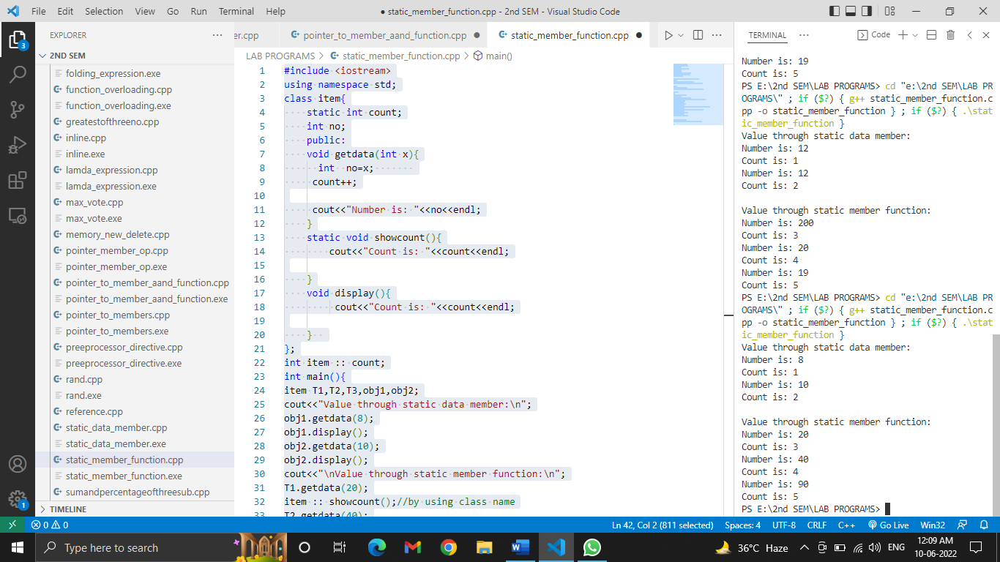 File Edit Selection View Go Run Terminal Help
● static_member_function.cpp - 2nd SEM - Visual Studio Code
EXPLORER
er.cpp
pointer_to_member_aand_function.cpp
static_member_function.cpp
2ND SEM
folding_expression.exe
function_overloading.cpp
function_overloading.exe
greatestofthreeno.cpp
inline.cpp
inline.exe
lamda_expression.cpp
lamda_expression.exe
max_vote.cpp
max_vote.exe
memory_new_delete.cpp
pointer_member_op.cpp
pointer_member_op.exe
pointer_to_member_aand_function.cpp
pointer_to_member_aand_function.exe
pointer_to_members.cpp
pointer_to_members.exe
preeprocessor_directive.cpp
preeprocessor_directive.exe
rand.cpp
rand.exe
reference.cpp
static_data_member.cpp
static_data_member.exe
static_member_function.cpp
static_member_function.exe
sumandpercentageofthreesub.cpp
TIMELINE
3
1
LAB PROGRAMS > static_member_function.cpp > main()
1 #include <iostream>
2 using namespace std;
3 class item{
4 static int count;
5 int no;
6 public:
7 void getdata(int x){
8 int no=x;
9 count++;
10
11 cout<<"Number is: "<<no<<endl;
12 }
13 static void showcount(){
14 cout<<"Count is: "<<count<<endl;
15
16 }
17 void display(){
18 cout<<"Count is: "<<count<<endl;
19
20 }
21 };
22 int item :: count;
23 int main(){
24 item T1,T2,T3,obj1,obj2;
25 cout<<"Value through static data member:\n";
26 obj1.getdata(8);
27 obj1.display();
28 obj2.getdata(10);
29 obj2.display();
30 cout<<"\nValue through static member function:\n";
31 T1.getdata(20);
32 item :: showcount();//by using class name
33 T2.getdata(40);
TERMINAL
Code
Number is: 19
Count is: 5
PS E:\2nd SEM\LAB PROGRAMS> cd "e:\2nd SEM\LAB PR
OGRAMS\" ; if ($?) { g++ static_member_function.c
pp -o static_member_function } ; if ($?) { .\stat
ic_member_function }
Value through static data member:
Number is: 12
Count is: 1
Number is: 12
Count is: 2
Value through static member function:
Number is: 200
Count is: 3
Number is: 20
Count is: 4
Number is: 19
Count is: 5
PS E:\2nd SEM\LAB PROGRAMS> cd "e:\2nd SEM\LAB PR
OGRAMS\" ; if ($?) { g++ static_member_function.c
pp -o static_member_function } ; if ($?) { .\stat
ic_member_function }
Value through static data member:
Number is: 8
Count is: 1
Number is: 10
Count is: 2
Value through static member function:
Number is: 20
Count is: 3
Number is: 40
Count is: 4
Number is: 90
Count is: 5
PS E:\2nd SEM\LAB PROGRAMS>
0 0
Ln 42, Col 2 (811 selected) Spaces: 4 UTF-8 CRLF C++ Go Live Win32
Type here to search
36°C Haze
ENG
12:09 AM
10-06-2022